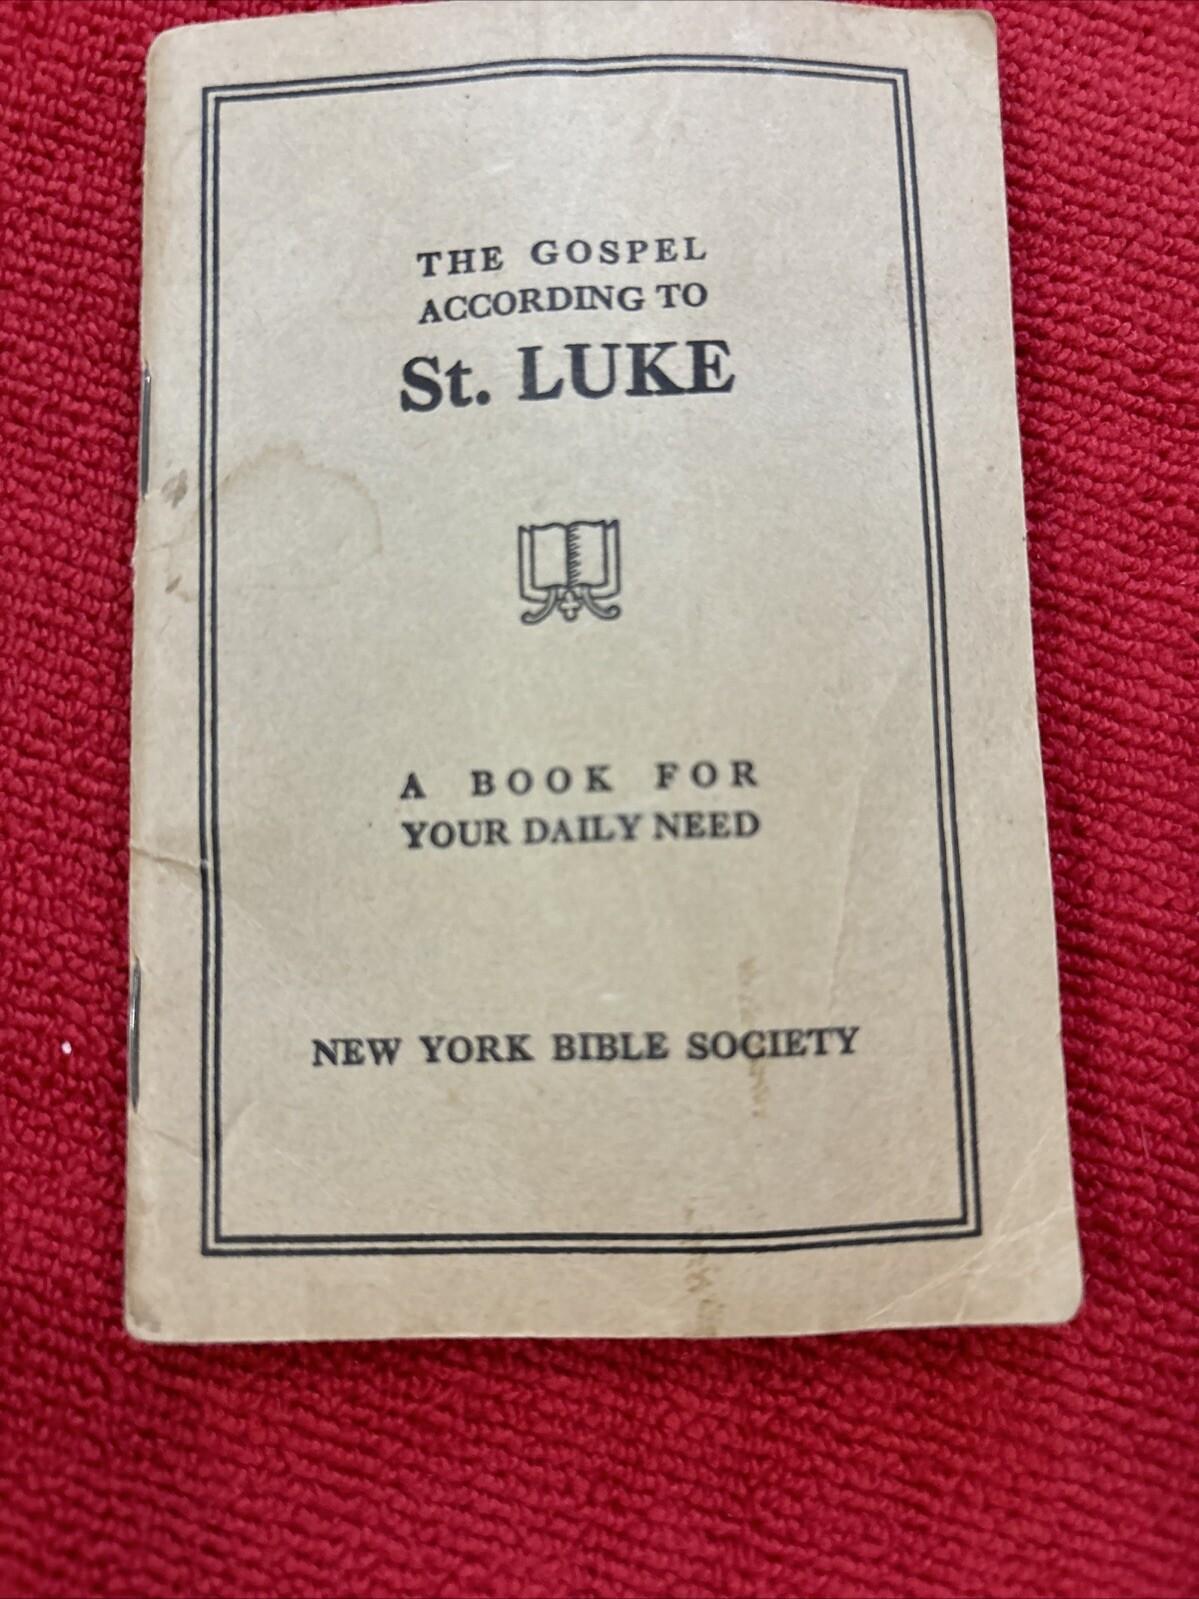 THE GOSPEL
ACCORDING TO
St. LUKE
A BOOK FOR
YOUR DAILY NEED
NEW YORK BIBLE SOCIETY